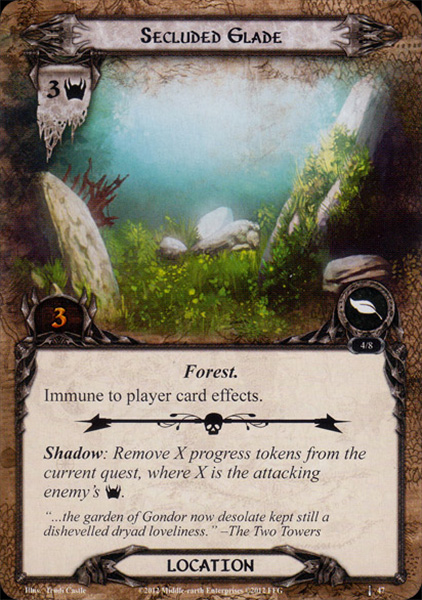 Secluded Glade
3
3
4/8
Forest.
Immune to player card effects.
Shadow: Remove X progress tokens from the
current quest, where X is the attacking
enemy's .
"...the garden of Gondor now desolate kept still a
dishevelled dryad loveliness." –The Two Towers
Location
Illus. Trudi Castle ©2012 Middle-earth Enterprises ©2012 FFG 47